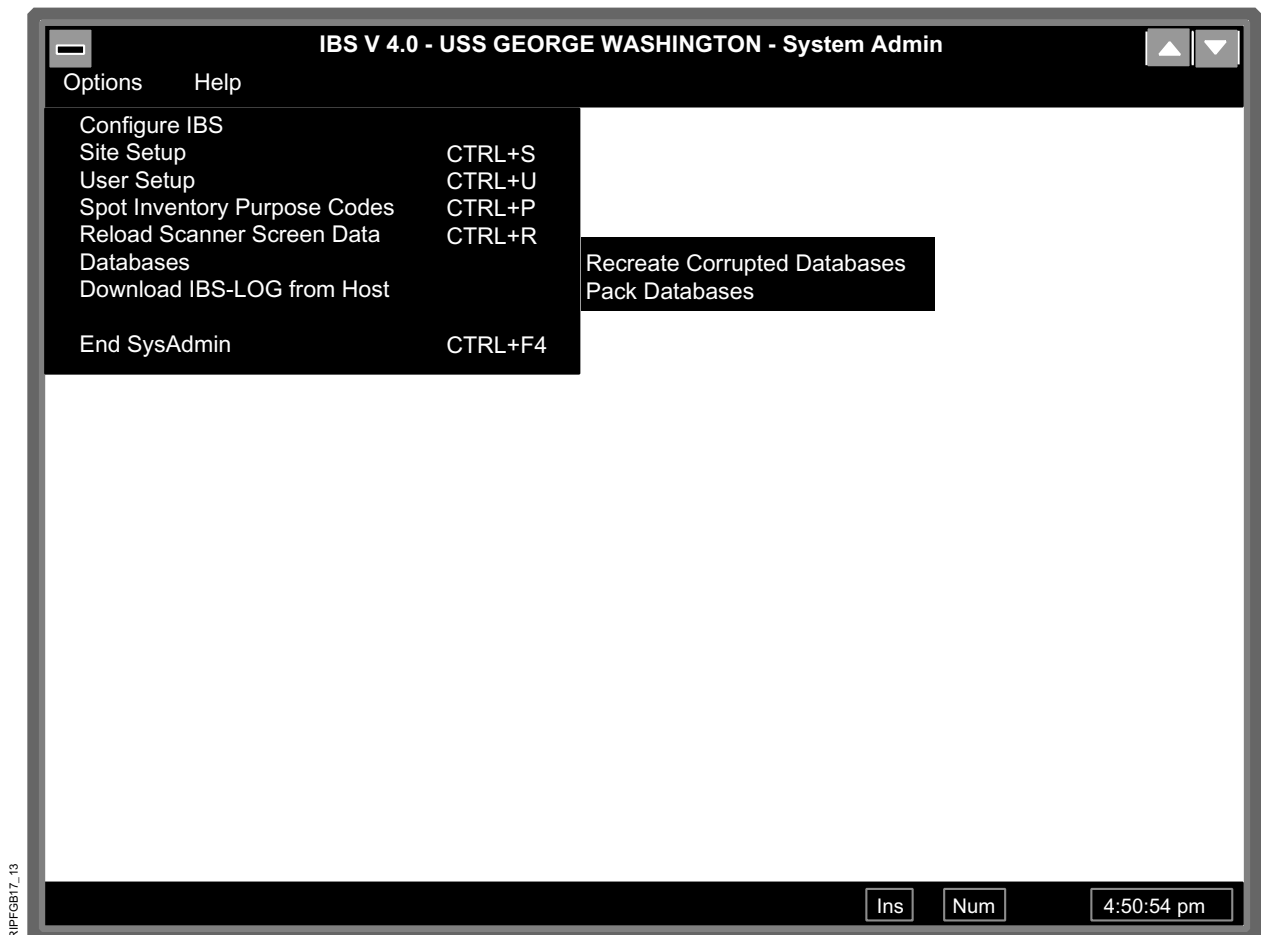 IBS V 4.0 - USS GEORGE WASHINGTON - System Admin
Options Help
Configure IBS
Site Setup CTRL+S
User Setup CTRL+U
Spot Inventory Purpose Codes CTRL+P
Reload Scanner Screen Data CTRL+R
Databases
Download IBS-LOG from Host
End SysAdmin CTRL+F4
Recreate Corrupted Databases
Pack Databases
Ins Num 4:50:54 pm
RIPFGB17_13